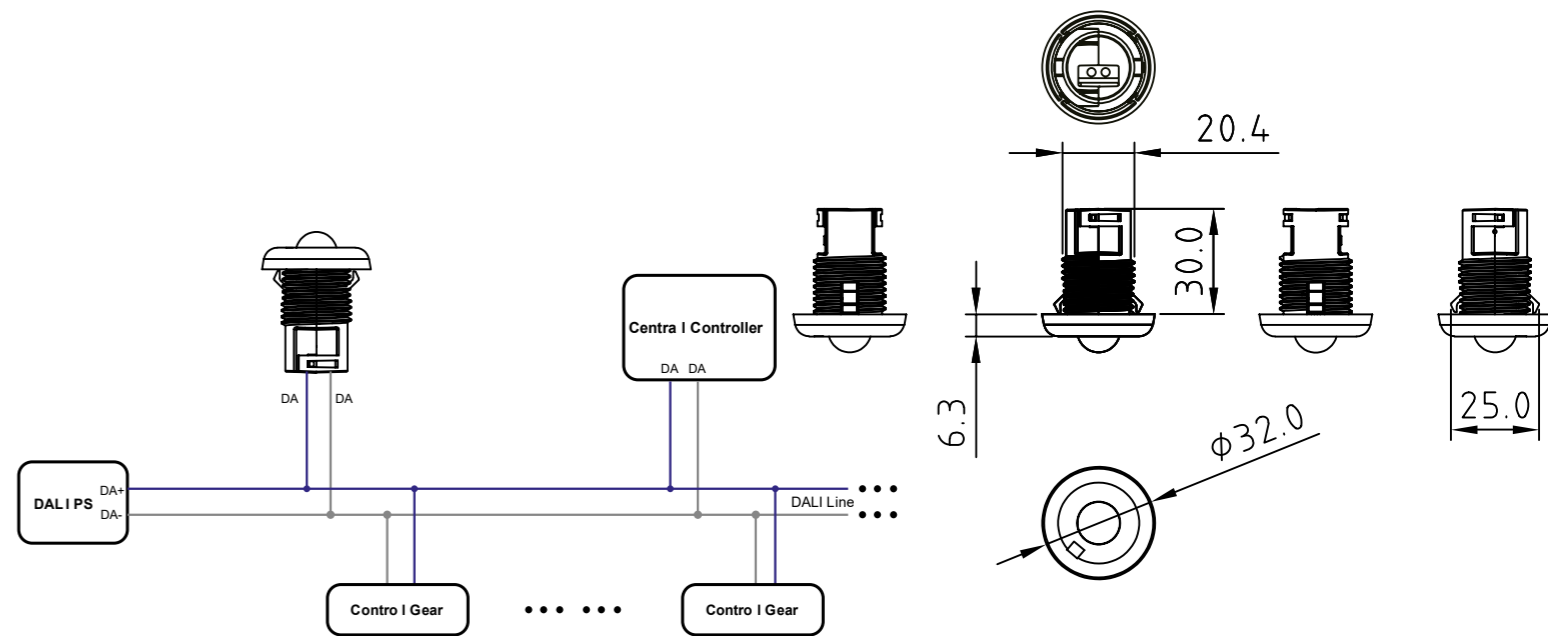 20.4
30.0
Centra l Controller
DA DA
6.3
25.0
DA DA
φ32.0
DA+
DALI PS
DA-
DALI Line
Contro l Gear
Contro l Gear